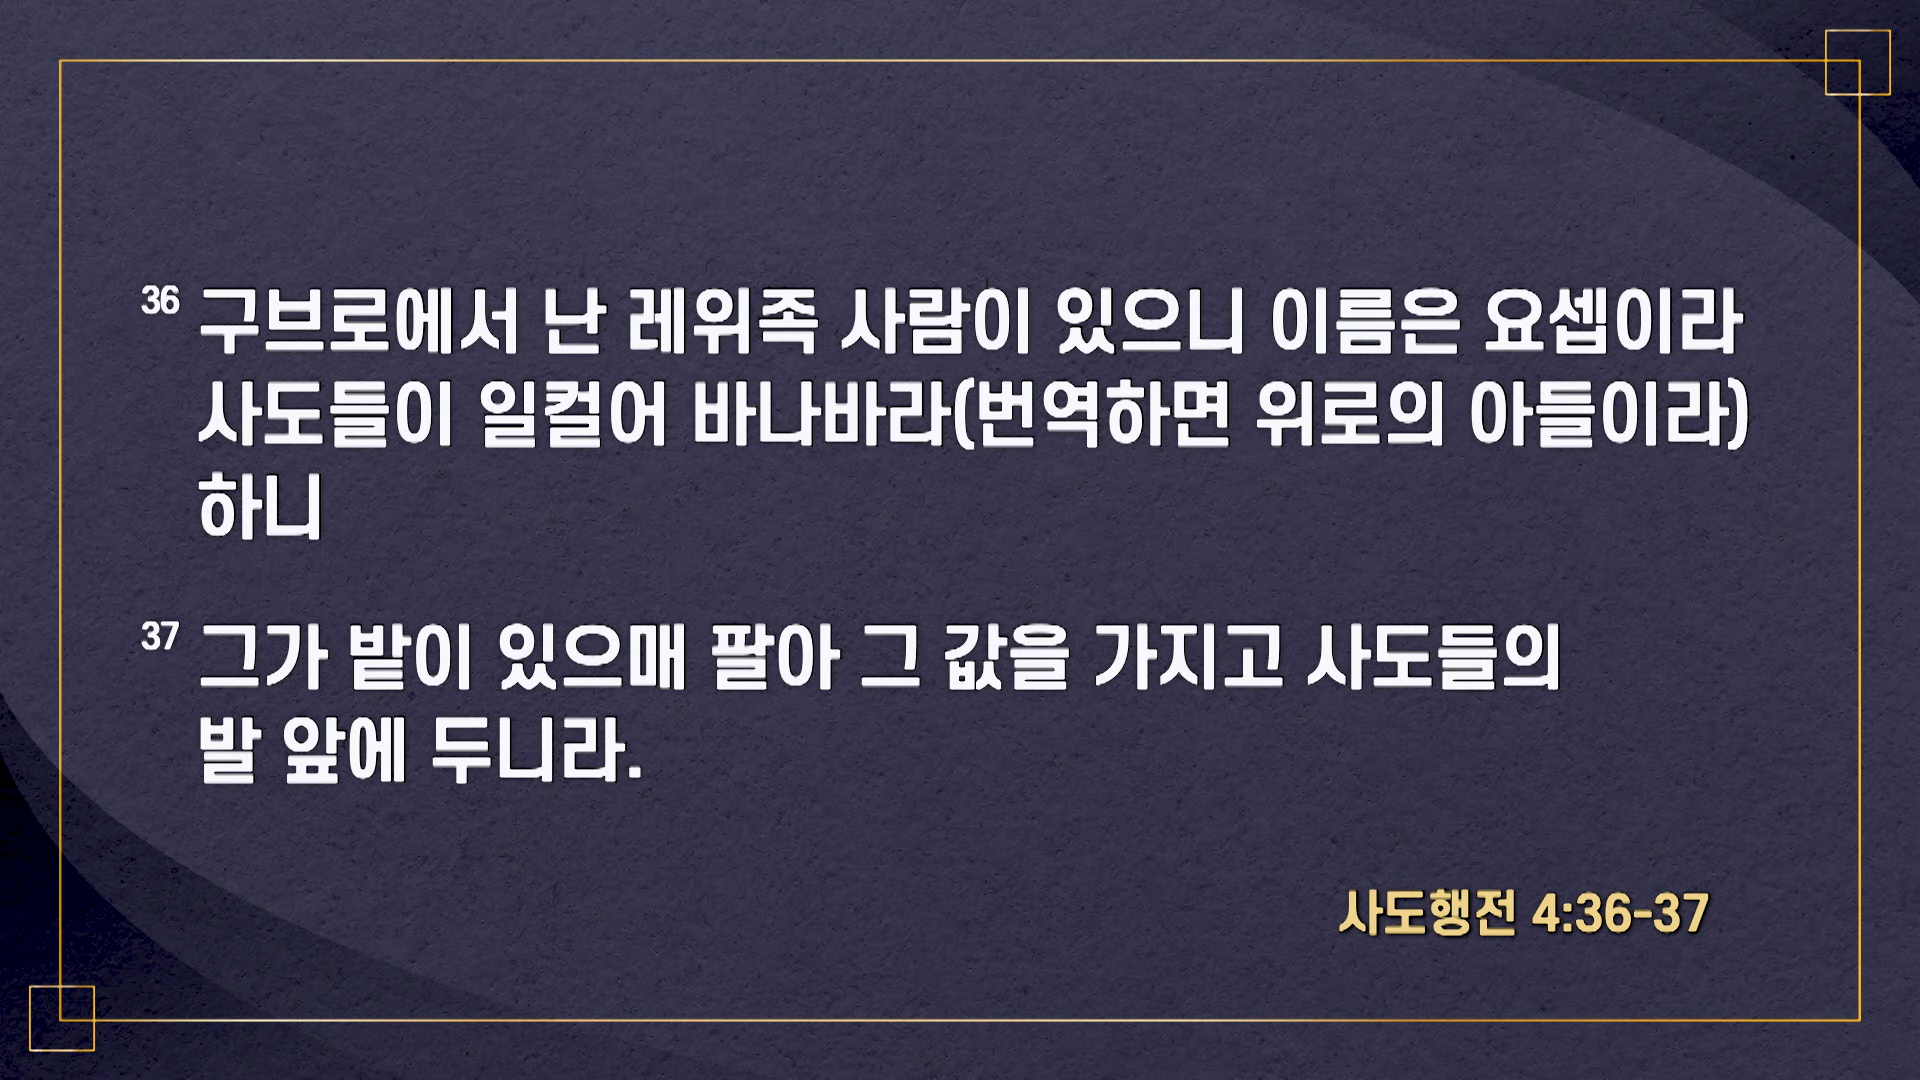 36 구브로에서 난 레위족 사람이 있으니 이름은 요셉이라
사도들이 일컬어 바나바라(번역하면 위로의 아들이라)
하니
37 그가 밭이 있으매 팔아 그 값을 가지고 사도들의
발 앞에 두니라.
사도행전 4:36-37